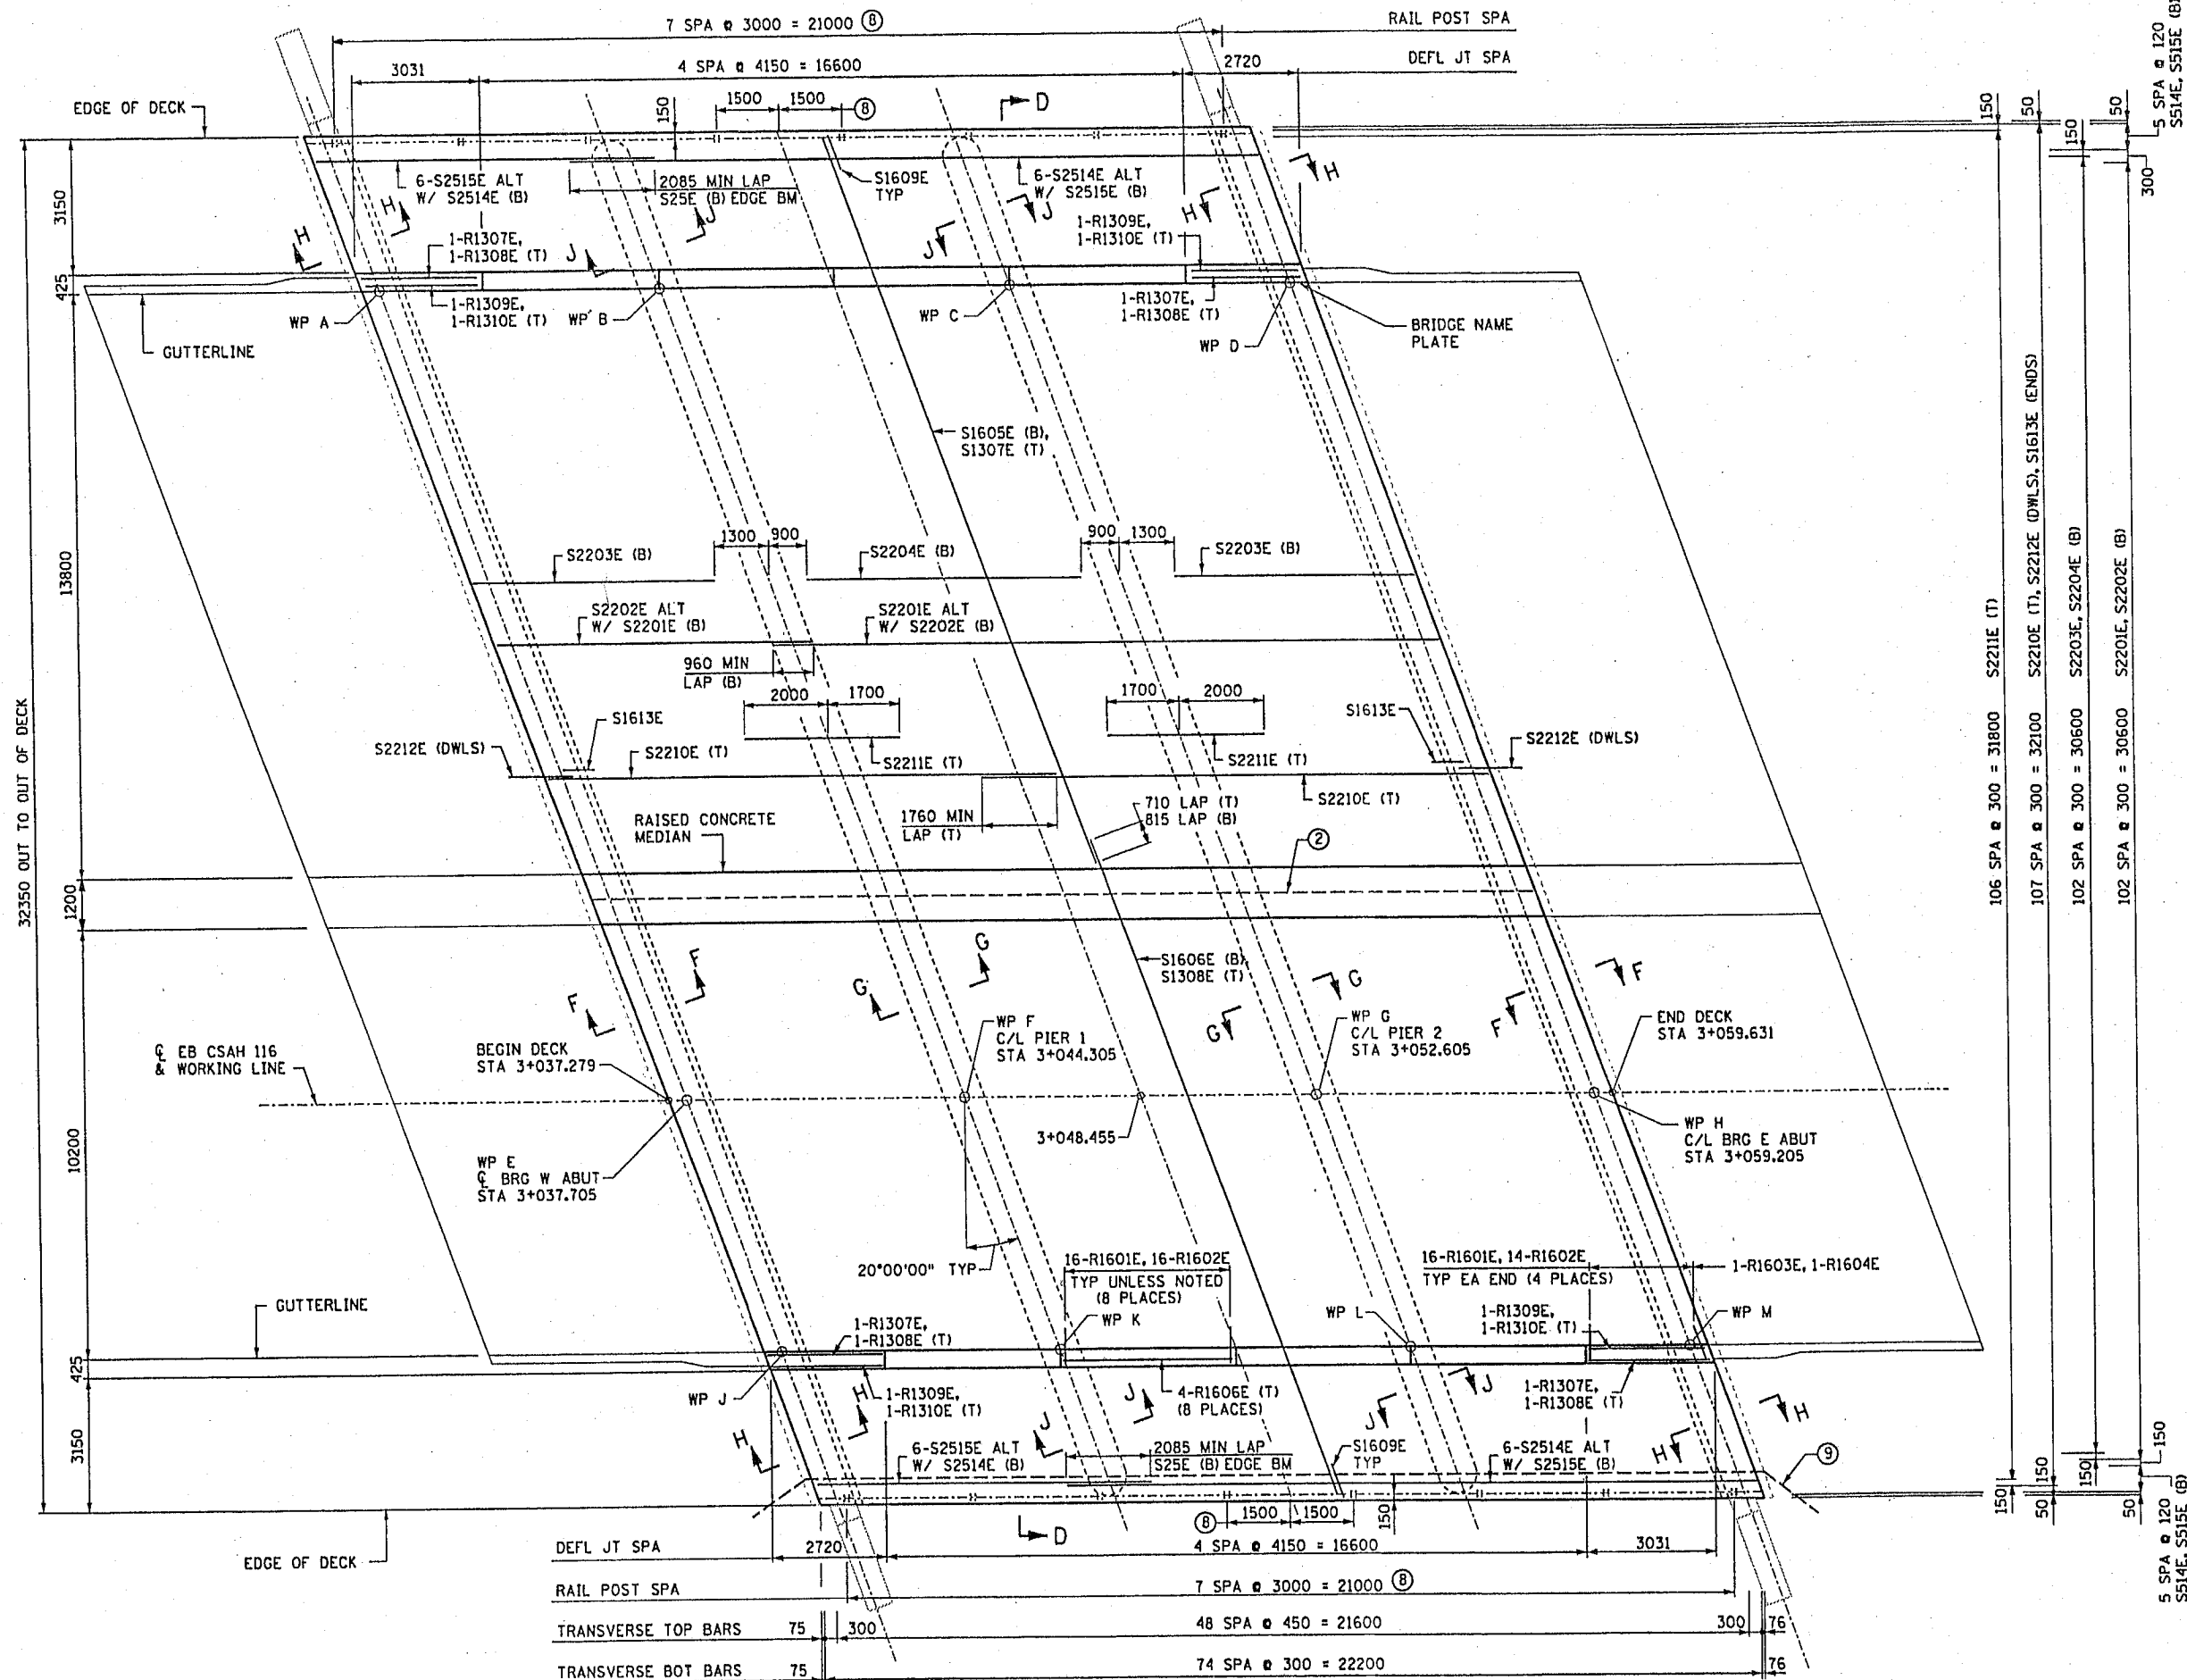 7 SPA @ 3000 = 21000 ⑧
RAIL POST SPA
3031
4 SPA @ 4150 = 16600
2720
DEFL JT SPA
EDGE OF DECK
1500
1500
⑧
150
D
150
50
150
50
5 SPA @ 120
300
H
6-S2515E ALT
W/ S2514E (B)
2085 MIN LAP
S25E (B) EDGE BM
S1609E
TYP
6-S2514E ALT
W/ S2515E (B)
H
H
J
J
J
J
H
1-R1307E,
1-R1308E (T)
1-R1309E,
1-R1310E (T)
3150
425
1-R1309E,
1-R1310E (T)
1-R1307E,
1-R1308E (T)
WP A
WP B
WP C
WP D
BRIDGE NAME
PLATE
GUTTERLINE
S1605E (B),
S1307E (T)
1300
900
900
1300
S2203E (B)
S2204E (B)
S2203E (B)
13800
S2202E ALT
W/ S2201E (B)
S2201E ALT
W/ S2202E (B)
960 MIN
LAP (B)
2000
1700
1700
2000
S1613E
S1613E
S2212E (DWLS)
S2210E (T)
S2211E (T)
S2211E (T)
S2212E (DWLS)
S2210E (T)
1760 MIN
LAP (T)
710 LAP (T)
815 LAP (B)
RAISED CONCRETE
MEDIAN
②
32350 OUT TO OUT OF DECK
1200
106 SPA @ 300 = 31800 S2211E (T)
107 SPA @ 300 = 32100 S2210E (T), S2212E (DWLS), S1613E (ENDS)
102 SPA @ 300 = 30600 S2203E, S2204E (B)
102 SPA @ 300 = 30600 S2201E, S2202E (B)
F
F
G
G
G
G
F
F
S1606E (B)
S1308E (T)
WP F
C/L PIER 1
STA 3+044.305
WP G
C/L PIER 2
STA 3+052.605
END DECK
STA 3+059.631
BEGIN DECK
STA 3+037.279
℄ EB CSAH 116
& WORKING LINE
10200
3+048.455
WP H
C/L BRG E ABUT
STA 3+059.205
WP E
℄ BRG W ABUT
STA 3+037.705
20°00'00" TYP
16-R1601E, 16-R1602E
TYP UNLESS NOTED
(8 PLACES)
16-R1601E, 14-R1602E
TYP EA END (4 PLACES)
1-R1603E, 1-R1604E
GUTTERLINE
1-R1307E,
1-R1308E (T)
WP K
WP L
1-R1309E,
1-R1310E (T)
WP M
425
3150
WP J
1-R1309E,
1-R1310E (T)
4-R1606E (T)
(8 PLACES)
1-R1307E,
1-R1308E (T)
H
H
J
J
J
J
H
H
6-S2515E ALT
W/ S2514E (B)
2085 MIN LAP
S25E (B) EDGE BM
S1609E
TYP
6-S2514E ALT
W/ S2515E (B)
⑨
150
150
50
150
150
50
5 SPA @ 120
S514E, S515E (B)
EDGE OF DECK
D
⑧
1500
1500
150
DEFL JT SPA
2720
4 SPA @ 4150 = 16600
3031
RAIL POST SPA
7 SPA @ 3000 = 21000 ⑧
TRANSVERSE TOP BARS
75
300
48 SPA @ 450 = 21600
300
76
TRANSVERSE BOT BARS
75
74 SPA @ 300 = 22200
76